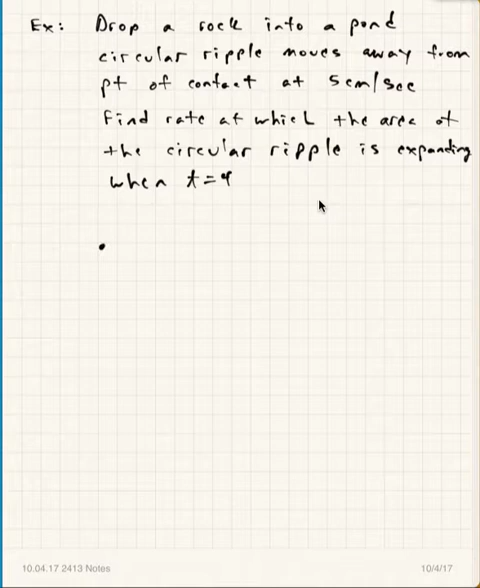 Ex: Drop a rock into a pond
circular ripple moves away from
pt of contact at 5cm/sec
Find rate at which the area of
the circular ripple is expanding
when t=4
10.04.17 2413 Notes
10/4/17